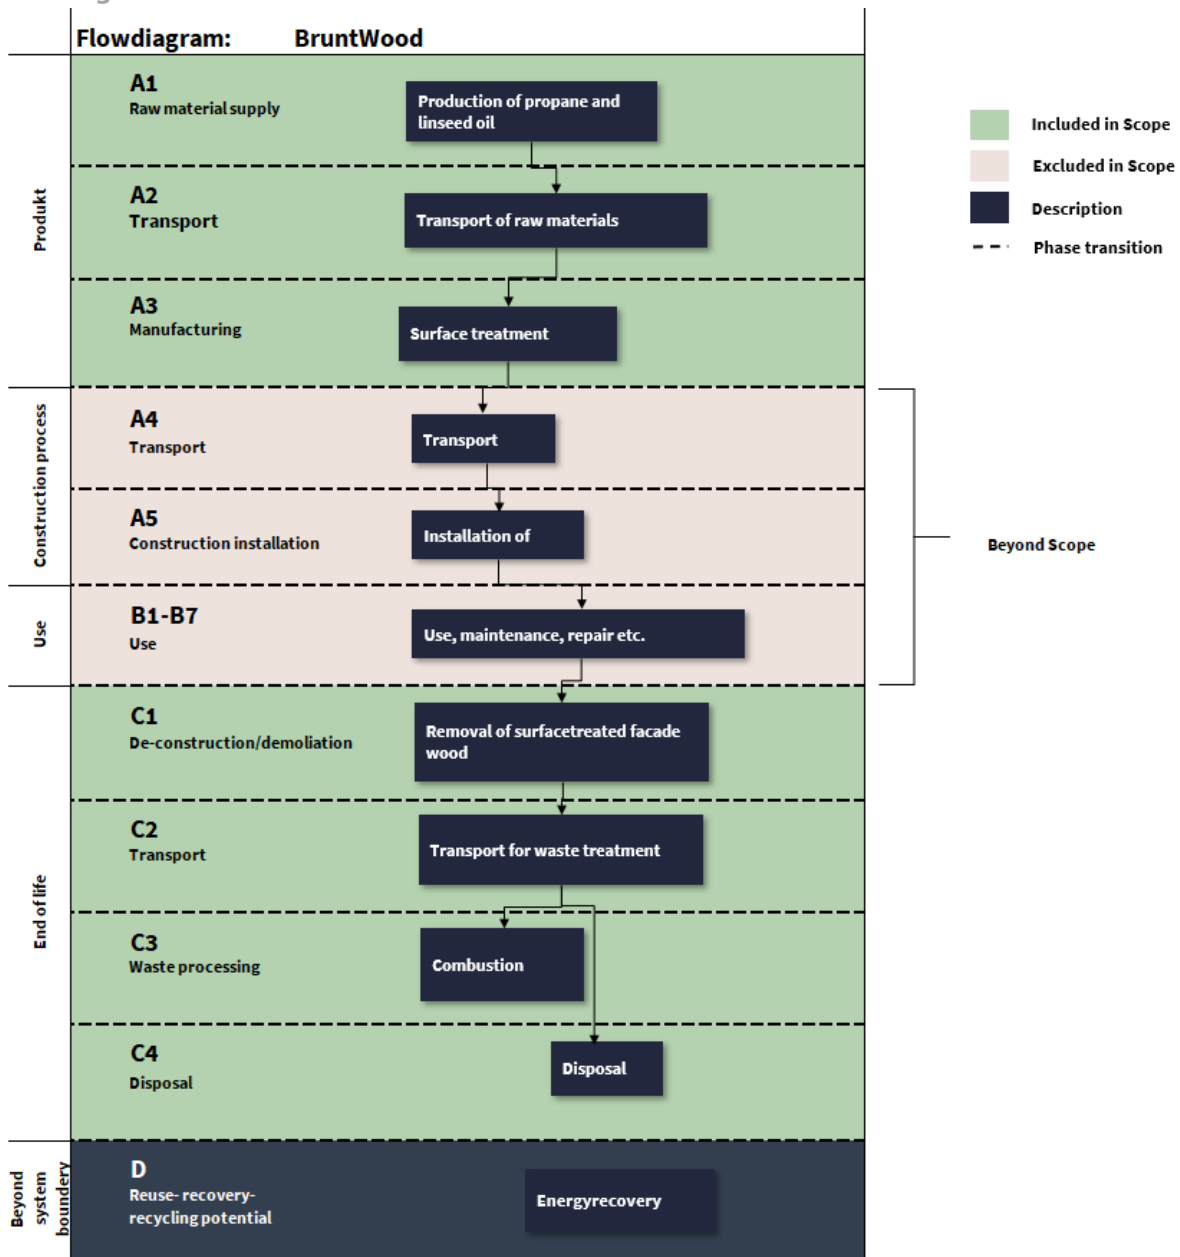 Flowdiagram: BruntWood
Produkt
A1
Raw material supply
Production of propane and
linseed oil
A2
Transport
Transport of raw materials
A3
Manufacturing
Surface treatment
Construction process
A4
Transport
Transport
A5
Construction installation
Installation of
Use
B1-B7
Use
Use, maintenance, repair etc.
End of life
C1
De-construction/demoliation
Removal of surfacetreated facade
wood
C2
Transport
Transport for waste treatment
C3
Waste processing
Combustion
C4
Disposal
Disposal
Beyond
system
boundery
D
Reuse- recovery-
recycling potential
Energyrecovery
Included in Scope
Excluded in Scope
Description
Phase transition
Beyond Scope